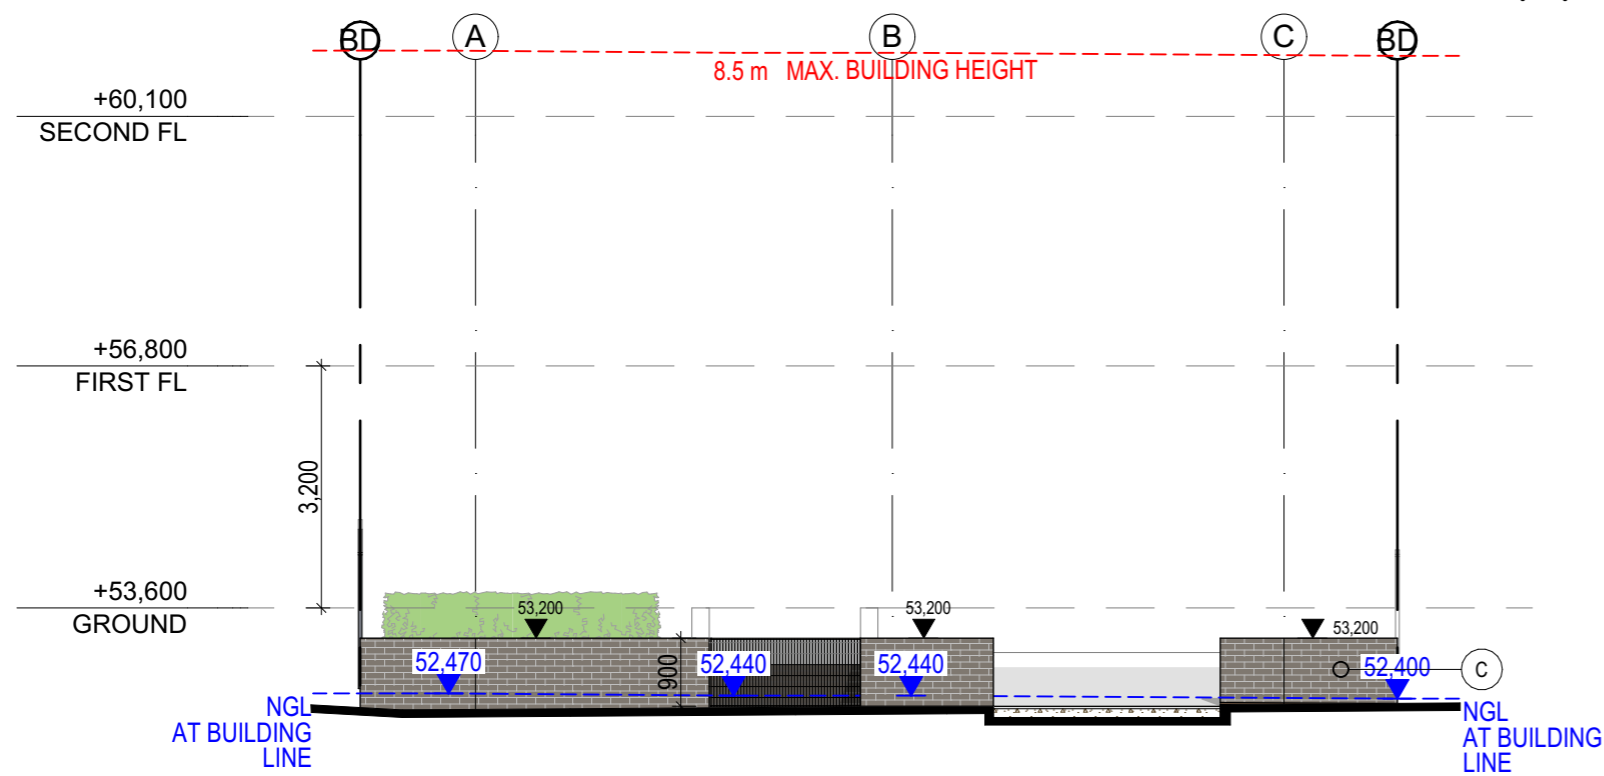 BD
A
B
C
BD
8.5 m MAX. BUILDING HEIGHT
+60,100
SECOND FL
+56,800
FIRST FL
3,200
+53,600
GROUND
53,200
53,200
53,200
52,470
900
52,440
52,440
52,400
C
NGL
AT BUILDING
LINE
NGL
AT BUILDING
LINE